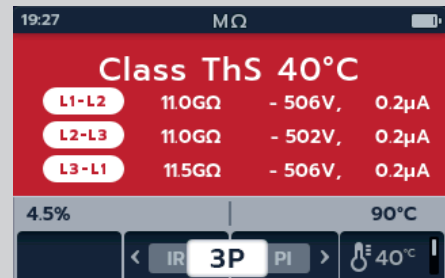 19:27 MΩ
Class ThS 40°C
L1-L2 11.0GΩ - 506V, 0.2µA
L2-L3 11.0GΩ - 502V, 0.2µA
L3-L1 11.5GΩ - 506V, 0.2µA
4.5% 90°C
< IR 3P PI > 40°C